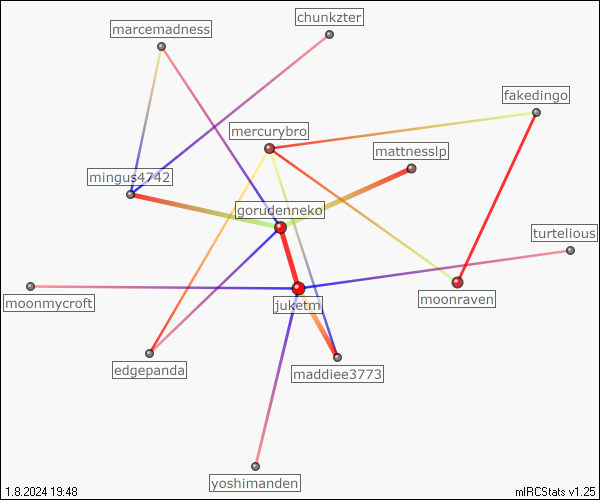 chunkzter
marcemadness
fakedingo
mercurybro
mattnesslp
mingus4742
gorudenneko
turtelious
moonmycroft
juketm
moonraven
edgepanda
maddiee3773
yoshimanden
1.8.2024 19:48
mIRCStats v1.25